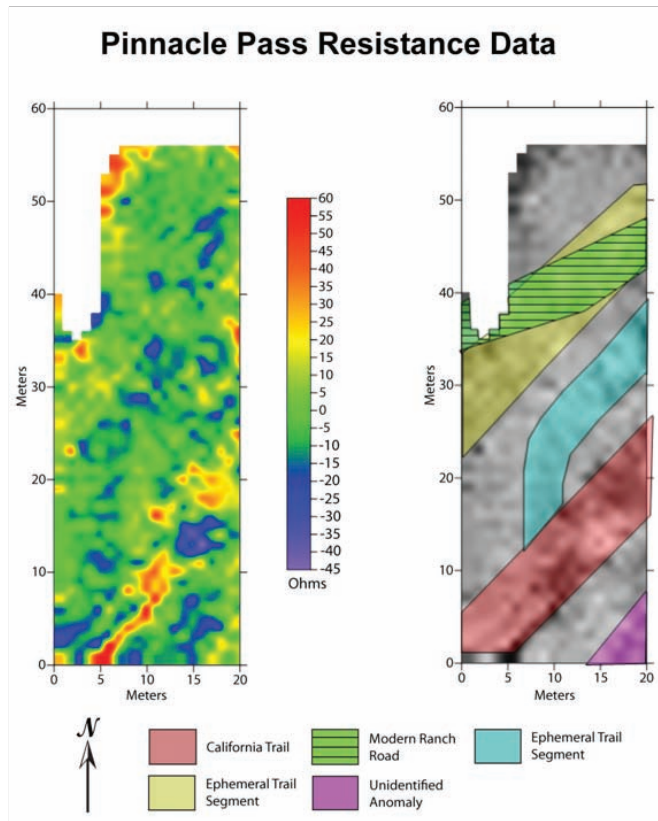 Pinnacle Pass Resistance Data
60
50
40
30
20
10
0
Meters
0
5
10
15
20
Meters
60
55
50
45
40
35
30
25
20
15
10
5
0
-5
-10
-15
-20
-25
-30
-35
-40
-45
Ohms
60
50
40
30
20
10
0
Meters
0
5
10
15
20
Meters
N
California Trail
Modern Ranch
Road
Ephemeral Trail
Segment
Ephemeral Trail
Segment
Unidentified
Anomaly